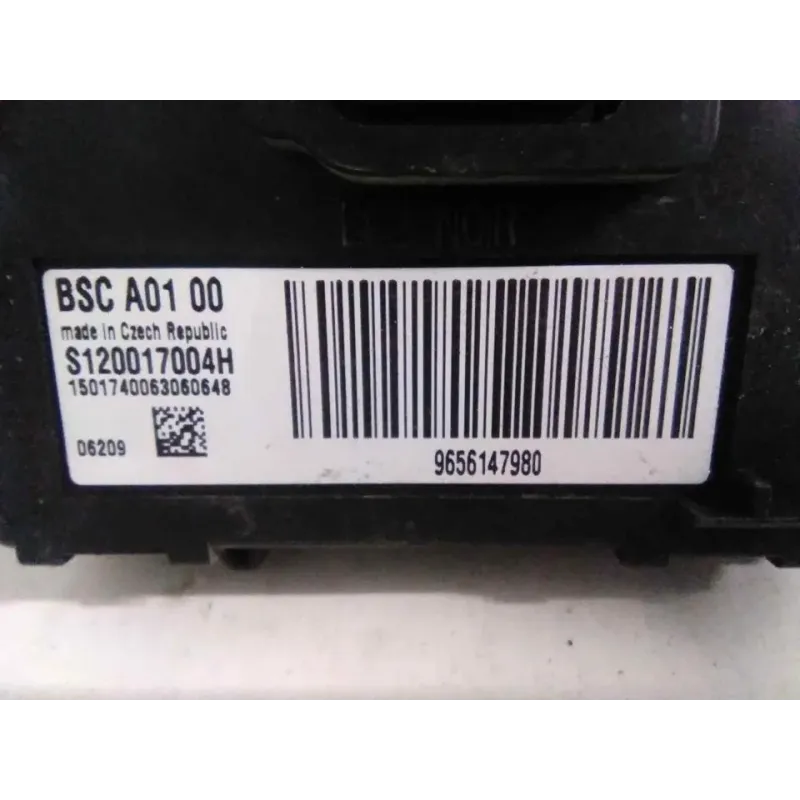 BSC A01 00
made in Czech Republic
S120017004H
1501740063060648
06209
9656147980